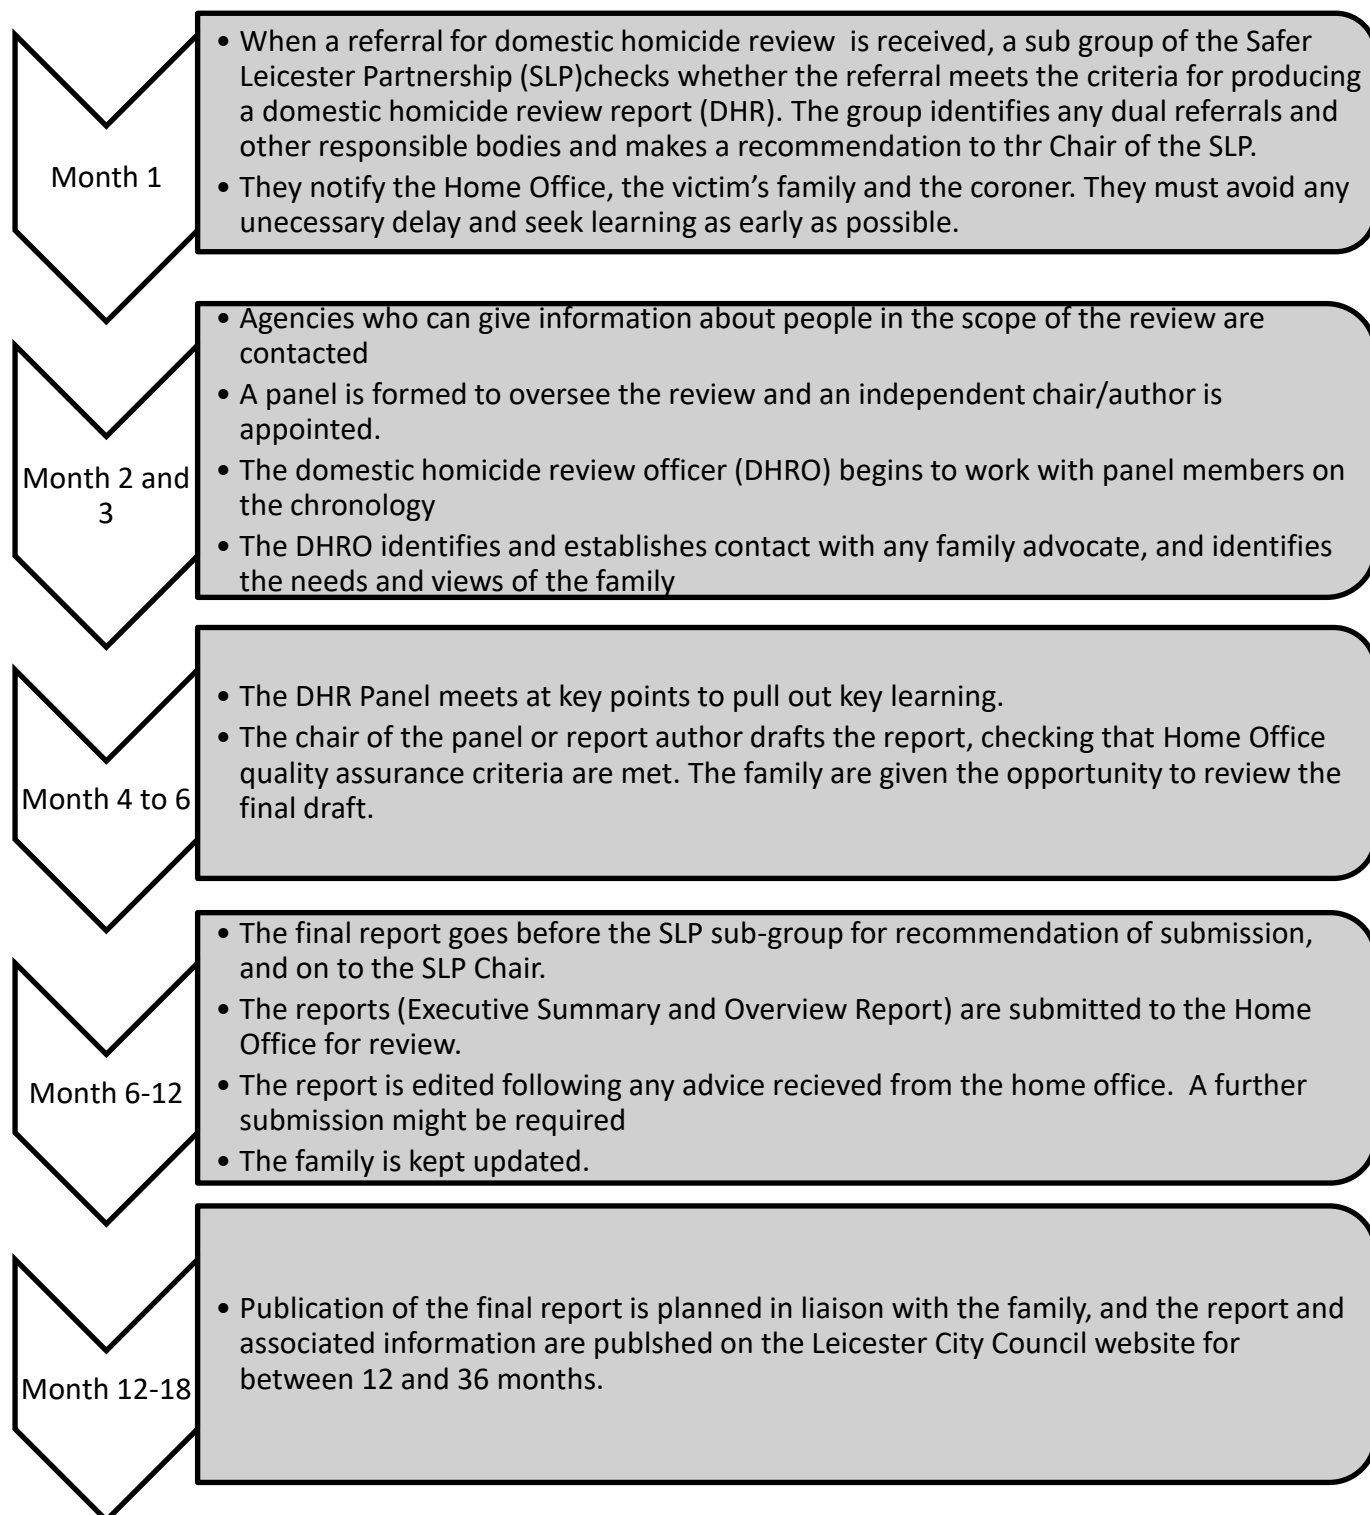 Month 1
• When a referral for domestic homicide review  is received, a sub group of the Safer
Leicester Partnership (SLP)checks whether the referral meets the criteria for producing
a domestic homicide review report (DHR). The group identifies any dual referrals and
other responsible bodies and makes a recommendation to thr Chair of the SLP.
• They notify the Home Office, the victim’s family and the coroner. They must avoid any
unecessary delay and seek learning as early as possible.
Month 2 and
3
• Agencies who can give information about people in the scope of the review are
contacted
• A panel is formed to oversee the review and an independent chair/author is
appointed.
• The domestic homicide review officer (DHRO) begins to work with panel members on
the chronology
• The DHRO identifies and establishes contact with any family advocate, and identifies
the needs and views of the family
Month 4 to 6
• The DHR Panel meets at key points to pull out key learning.
• The chair of the panel or report author drafts the report, checking that Home Office
quality assurance criteria are met. The family are given the opportunity to review the
final draft.
Month 6-12
• The final report goes before the SLP sub-group for recommendation of submission,
and on to the SLP Chair.
• The reports (Executive Summary and Overview Report) are submitted to the Home
Office for review.
• The report is edited following any advice recieved from the home office.  A further
submission might be required
• The family is kept updated.
Month 12-18
• Publication of the final report is planned in liaison with the family, and the report and
associated information are publshed on the Leicester City Council website for
between 12 and 36 months.